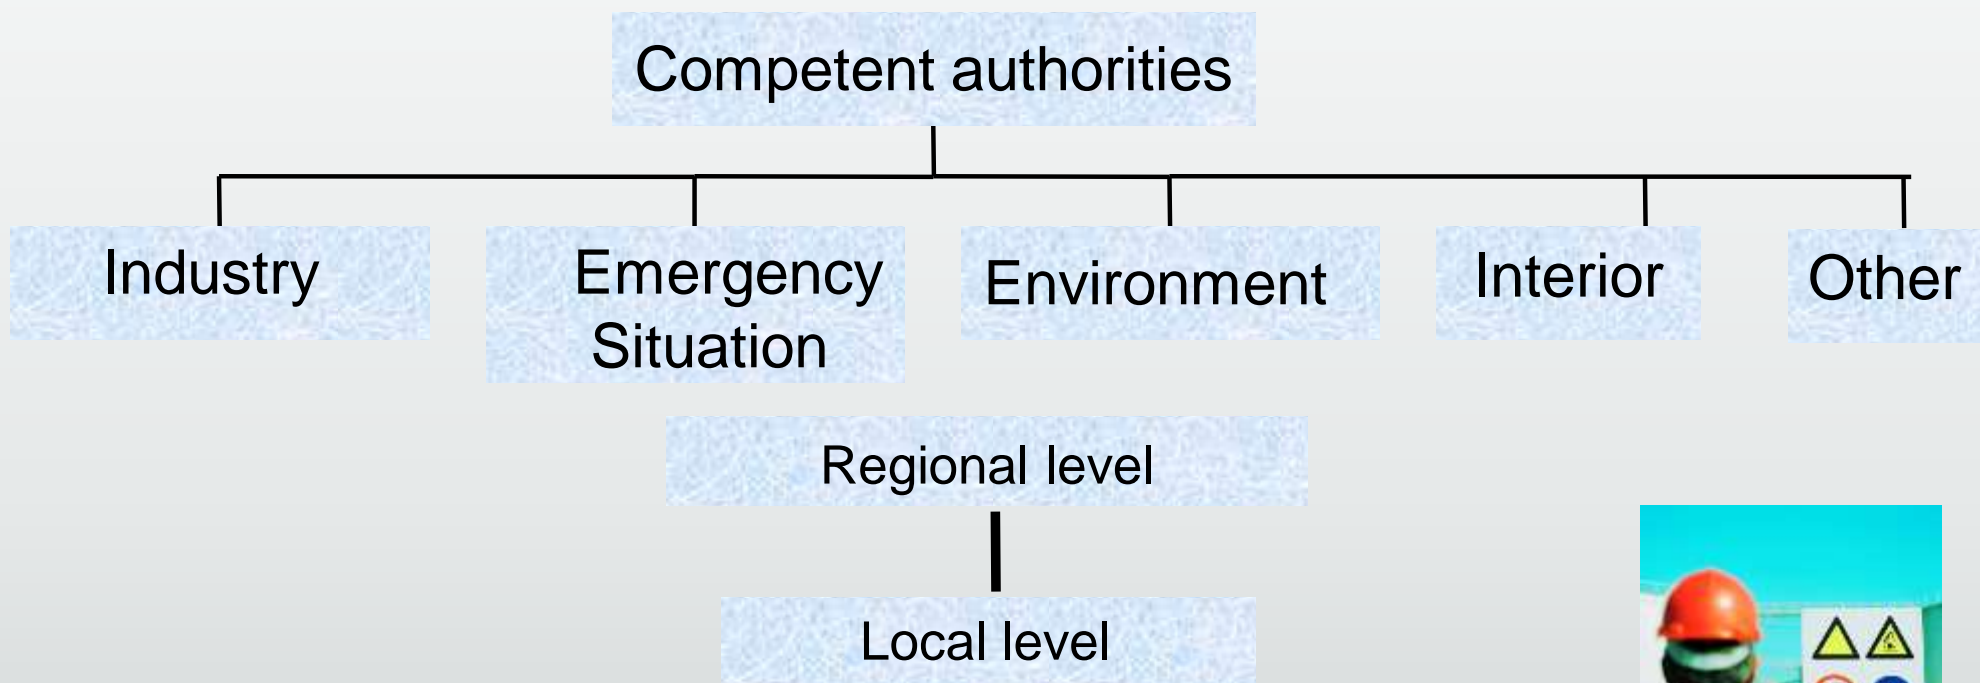 Competent authorities
Industry
Emergency
Situation
Environment
Interior
Other
Regional level
Local level